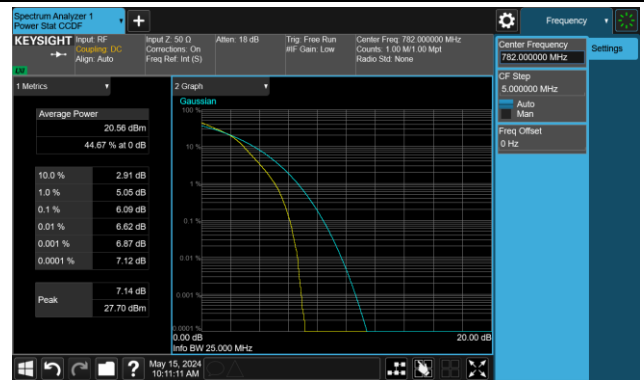 Spectrum Analyzer 1
Power Stat CCDF
+
Frequency
KEYSIGHT
Input: RF
Coupling: DC
Align: Auto
Input Z: 50 Ω
Corrections: On
Freq Ref: Int (S)
Atten: 18 dB
Trig: Free Run
#IF Gain: Low
Center Freq: 782.000000 MHz
Counts: 1.00 M/1.00 Mpt
Radio Std: None
LW
Center Frequency
782.000000 MHz
Settings
CF Step
5.000000 MHz
Auto
Man
Freq Offset
0 Hz
1 Metrics
2 Graph
Average Power
20.56 dBm
44.67 % at 0 dB
10.0 % 2.91 dB
1.0 % 5.05 dB
0.1 % 6.09 dB
0.01 % 6.62 dB
0.001 % 6.87 dB
0.0001 % 7.12 dB
Peak
7.14 dB
27.70 dBm
Gaussian
100 %
10 %
1 %
0.1 %
0.01 %
0.001 %
0.0001 %
0.00 dB 20.00 dB
Info BW 25.000 MHz
?
May 15, 2024
10:11:11 AM